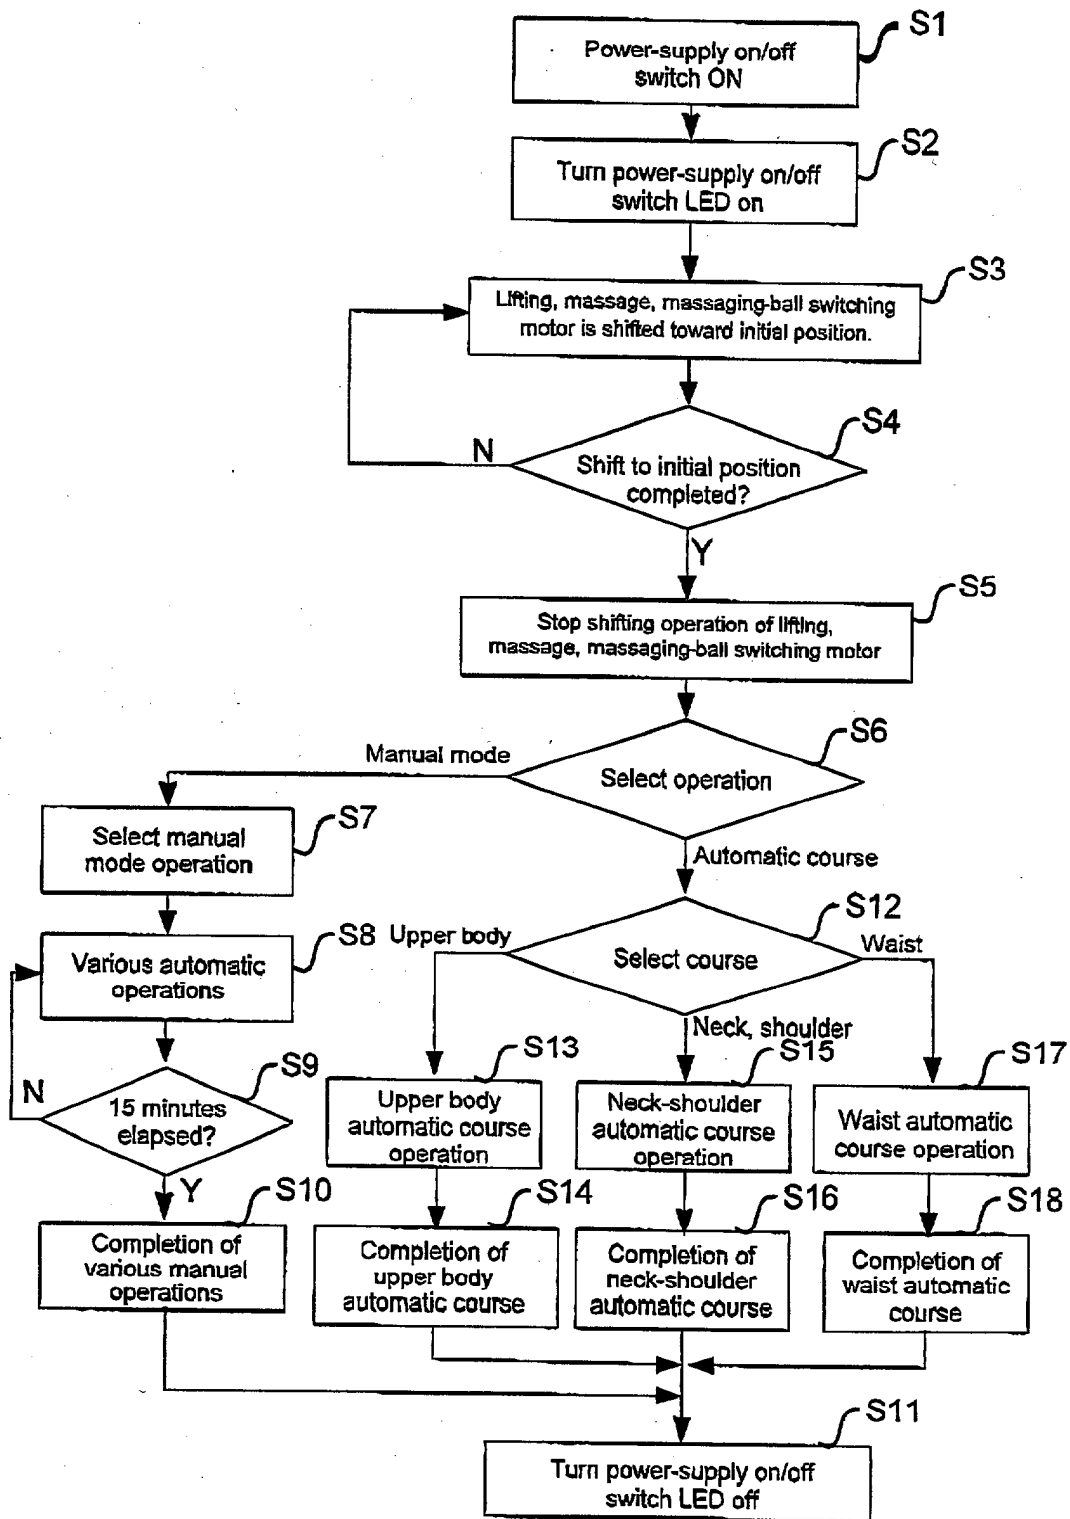 S1
Power-supply on/off
switch ON
S2
Turn power-supply on/off
switch LED on
S3
Lifting, massage, massaging-ball switching
motor is shifted toward initial position.
S4
N
Shift to initial position
completed?
Y
S5
Stop shifting operation of lifting,
massage, massaging-ball switching motor
S6
Manual mode
Select operation
S7
Select manual
mode operation
Automatic course
S12
S8
Upper body
Waist
Various automatic
operations
Select course
Neck, shoulder
S9
N
15 minutes
elapsed?
S13
S15
S17
Upper body
automatic course
operation
Neck-shoulder
automatic course
operation
Waist automatic
course operation
Y
S10
S14
S16
S18
Completion of
various manual
operations
Completion of
upper body
automatic course
Completion of
neck-shoulder
automatic course
Completion of
waist automatic
course
S11
Turn power-supply on/off
switch LED off